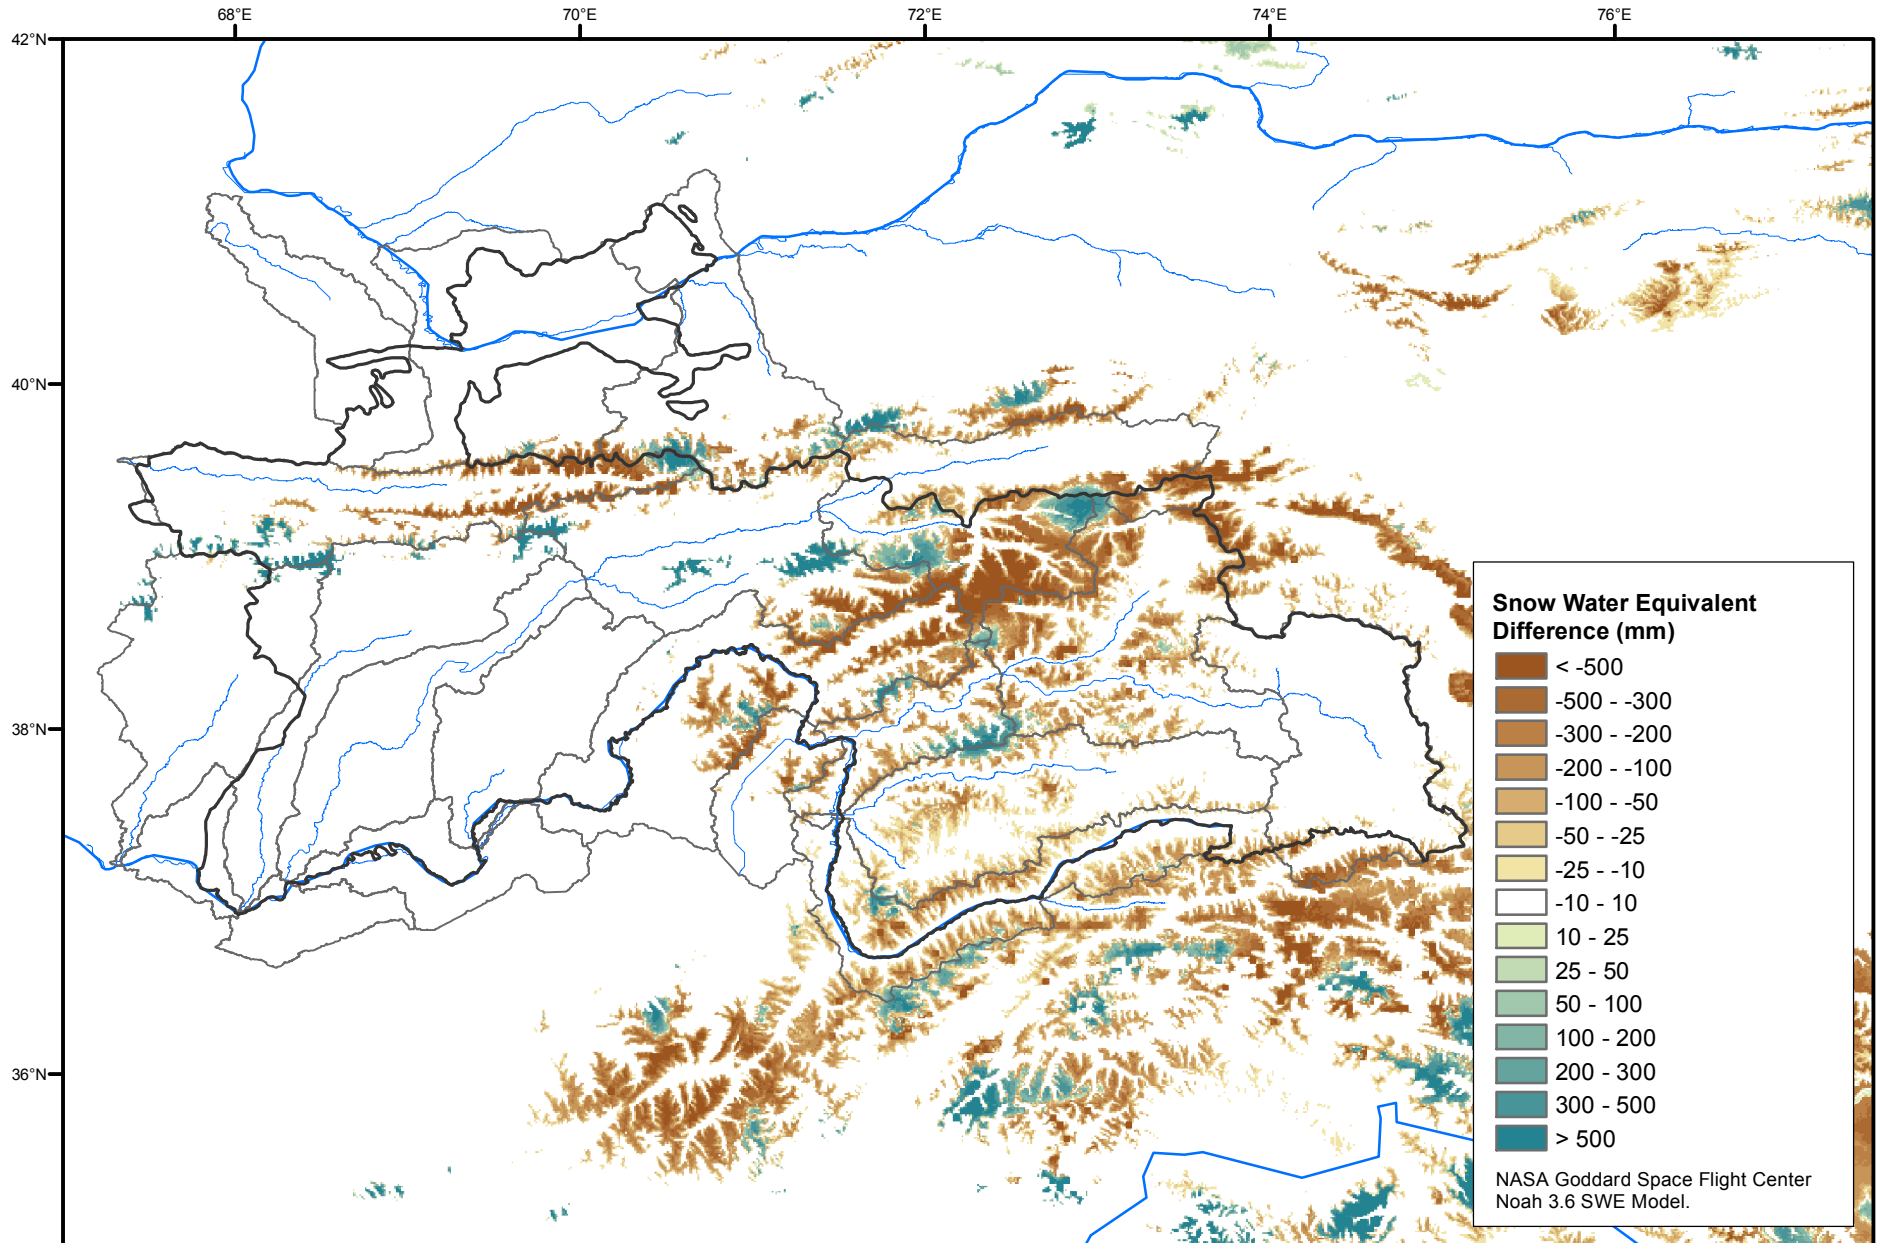 68°E
70°E
72°E
74°E
76°E
42°N
40°N
38°N
36°N
Snow Water Equivalent
Difference (mm)
< -500
-500 - -300
-300 - -200
-200 - -100
-100 - -50
-50 - -25
-25 - -10
-10 - 10
10 - 25
25 - 50
50 - 100
100 - 200
200 - 300
300 - 500
> 500
NASA Goddard Space Flight Center
Noah 3.6 SWE Model.